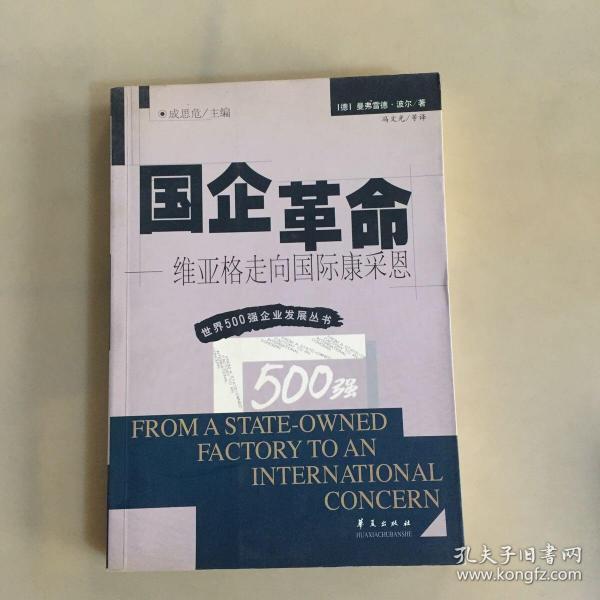 成思危/主编
[德] 曼弗雷德·波尔/著
冯文光/等译
国企革命
——维亚格走向国际康采恩
世界500强企业发展丛书
500强
FROM A STATE-OWNED
FACTORY TO AN
INTERNATIONAL
CONCERN
华夏出版社
HUAXIACHUBANSHE
孔夫子旧书网
www.kongfz.com